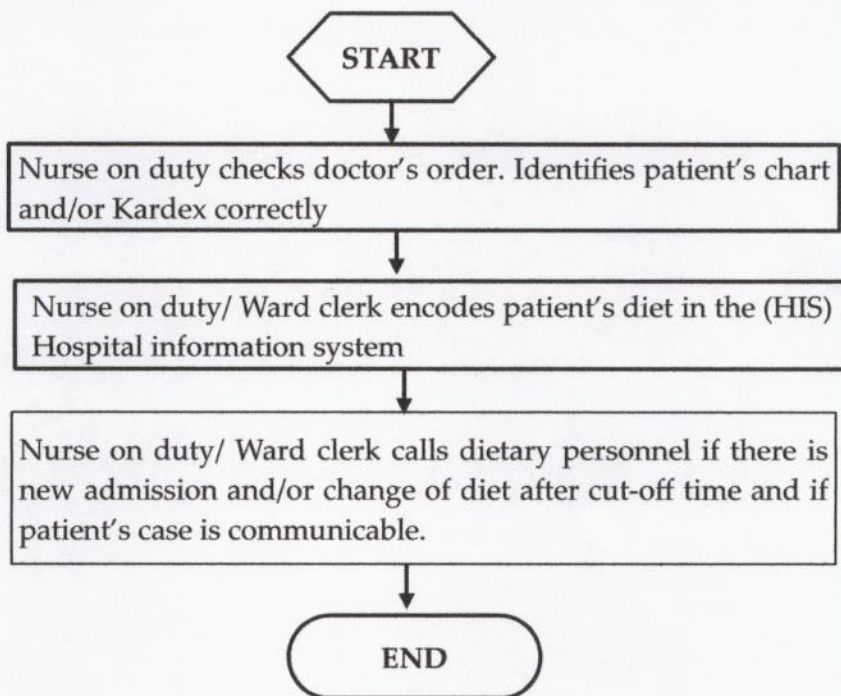 START
Nurse on duty checks doctor's order. Identifies patient's chart
and/or Kardex correctly
Nurse on duty/ Ward clerk encodes patient's diet in the (HIS)
Hospital information system
Nurse on duty/ Ward clerk calls dietary personnel if there is
new admission and/or change of diet after cut-off time and if
patient's case is communicable.
END